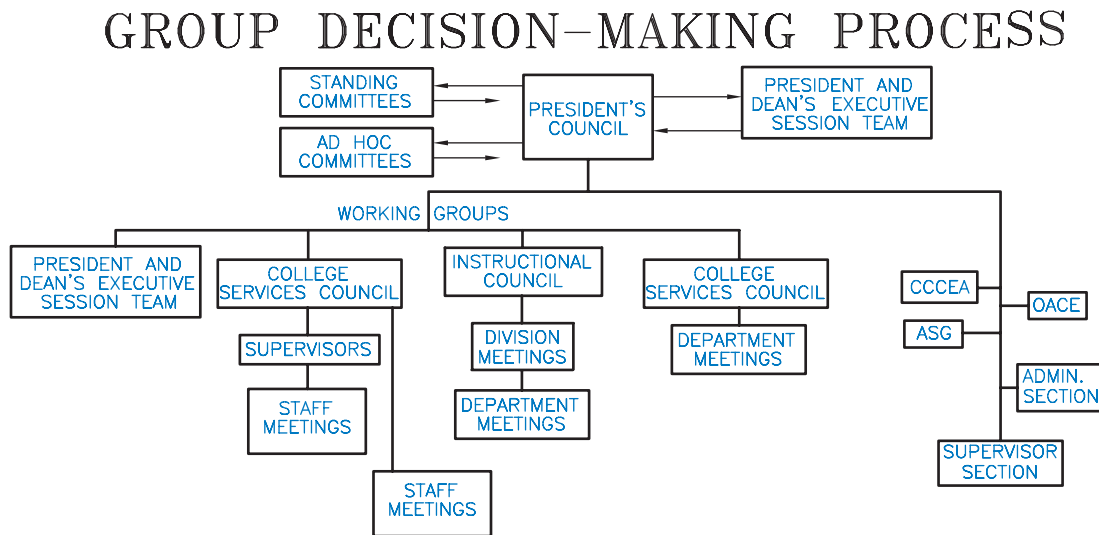 GROUP DECISION-MAKING PROCESS
STANDING
COMMITTEES
AD HOC
COMMITTEES
PRESIDENT'S
COUNCIL
PRESIDENT AND
DEAN'S EXECUTIVE
SESSION TEAM
WORKING GROUPS
PRESIDENT AND
DEAN'S EXECUTIVE
SESSION TEAM
COLLEGE
SERVICES COUNCIL
INSTRUCTIONAL
COUNCIL
COLLEGE
SERVICES COUNCIL
SUPERVISORS
STAFF
MEETINGS
STAFF
MEETINGS
DIVISION
MEETINGS
DEPARTMENT
MEETINGS
DEPARTMENT
MEETINGS
CCCEA
OACE
ASG
ADMIN.
SECTION
SUPERVISOR
SECTION